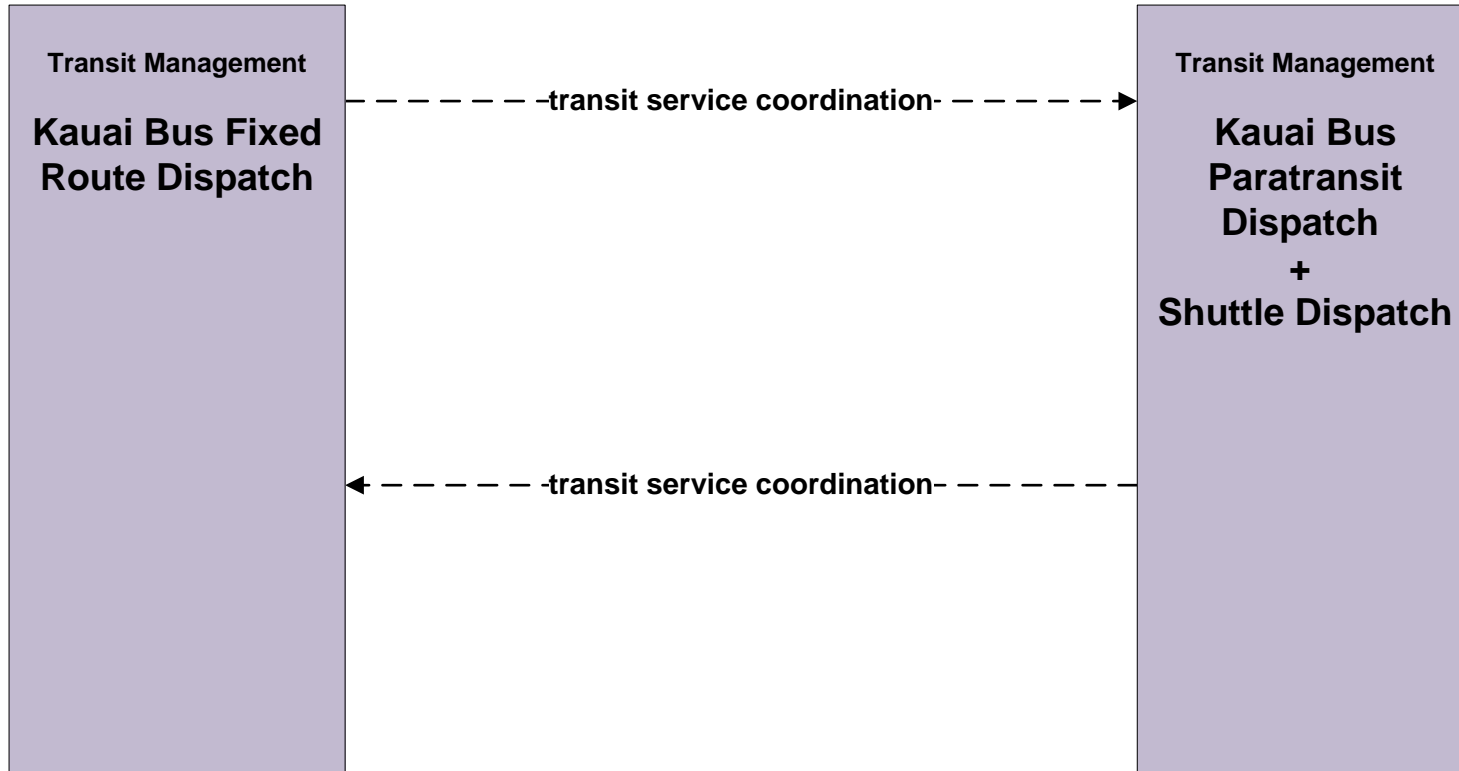 Transit Management
Kauai Bus Fixed
Route Dispatch
transit service coordination
transit service coordination
Transit Management
Kauai Bus
Paratransit
Dispatch
+
Shuttle Dispatch